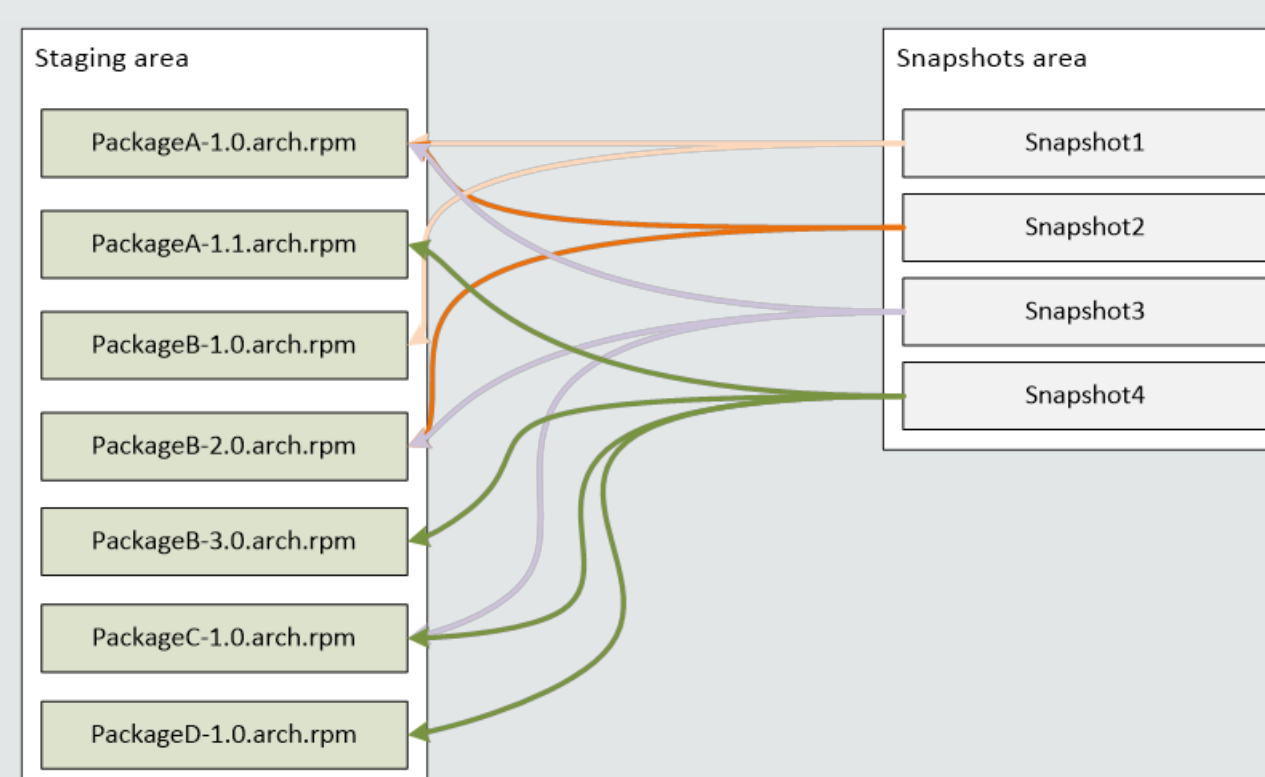 Staging area
PackageA-1.0.arch.rpm
PackageA-1.1.arch.rpm
PackageB-1.0.arch.rpm
PackageB-2.0.arch.rpm
PackageB-3.0.arch.rpm
PackageC-1.0.arch.rpm
PackageD-1.0.arch.rpm
Snapshots area
Snapshot1
Snapshot2
Snapshot3
Snapshot4